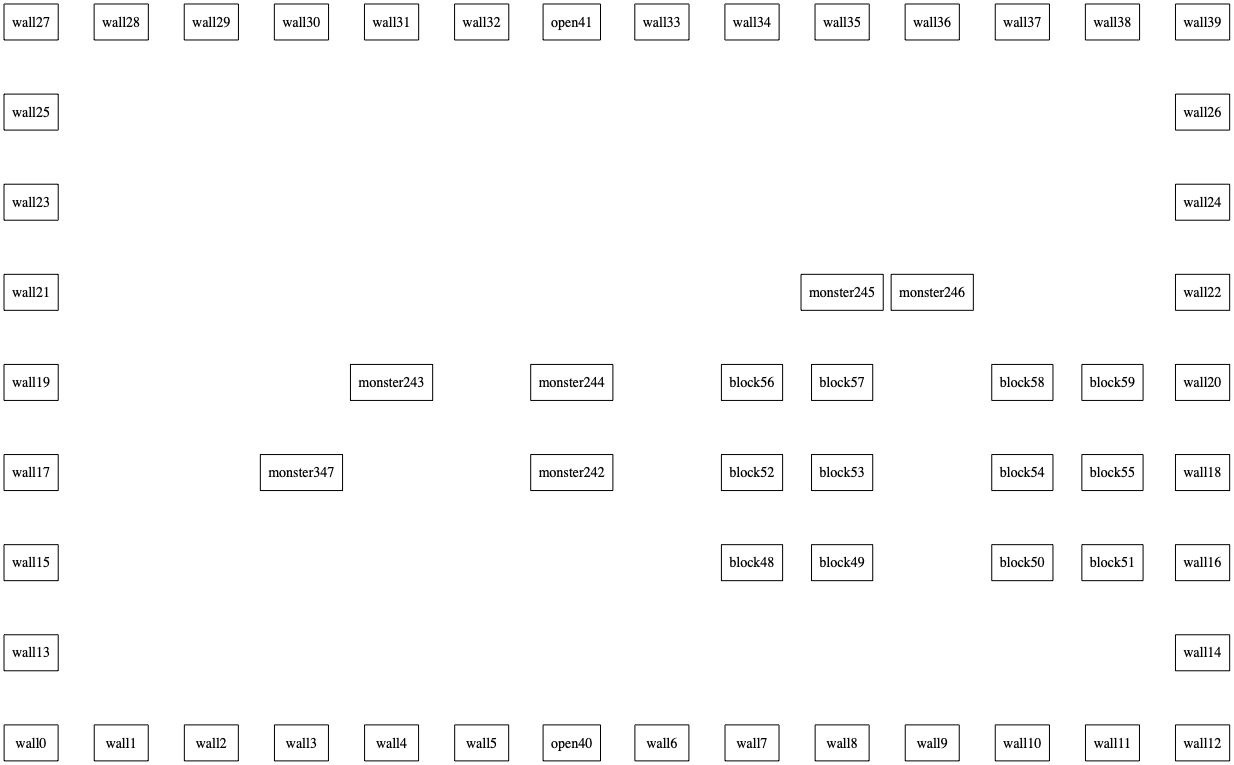 wall27 wall28 wall29 wall30 wall31 wall32 open41 wall33 wall34 wall35 wall36 wall37 wall38 wall39
wall25 wall26
wall23 wall24
wall21 monster245 monster246 wall22
wall19 monster243 monster244 block56 block57 block58 block59 wall20
wall17 monster347 monster242 block52 block53 block54 block55 wall18
wall15 block48 block49 block50 block51 wall16
wall13 wall14
wall0 wall1 wall2 wall3 wall4 wall5 open40 wall6 wall7 wall8 wall9 wall10 wall11 wall12